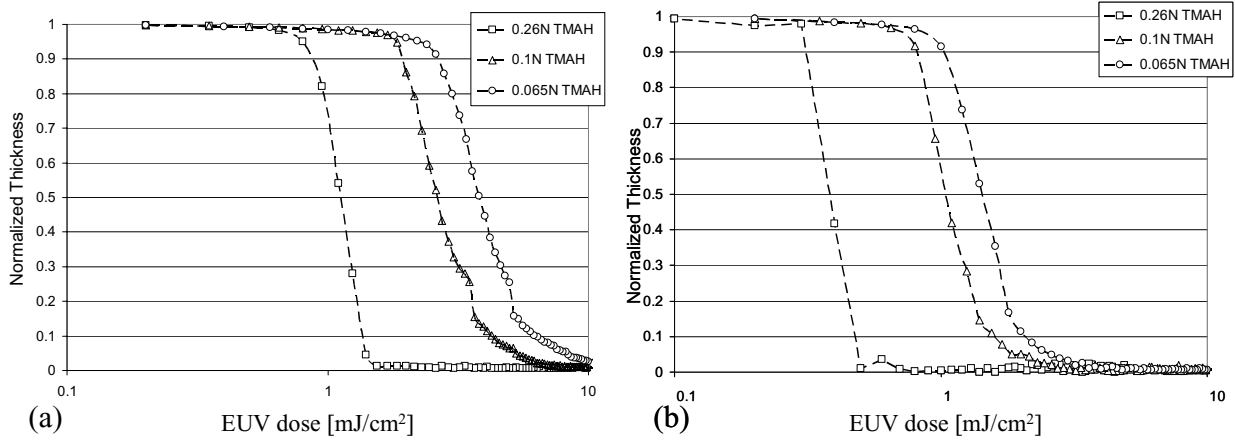 1
0.9
0.8
0.7
0.6
0.5
0.4
0.3
0.2
0.1
0
Normalized Thickness
0.26N TMAH
0.1N TMAH
0.065N TMAH
0.1
1
10
(a)
EUV dose [mJ/cm²]
1
0.9
0.8
0.7
0.6
0.5
0.4
0.3
0.2
0.1
0
Normalized Thickness
0.26N TMAH
0.1N TMAH
0.065N TMAH
0.1
1
10
(b)
EUV dose [mJ/cm²]